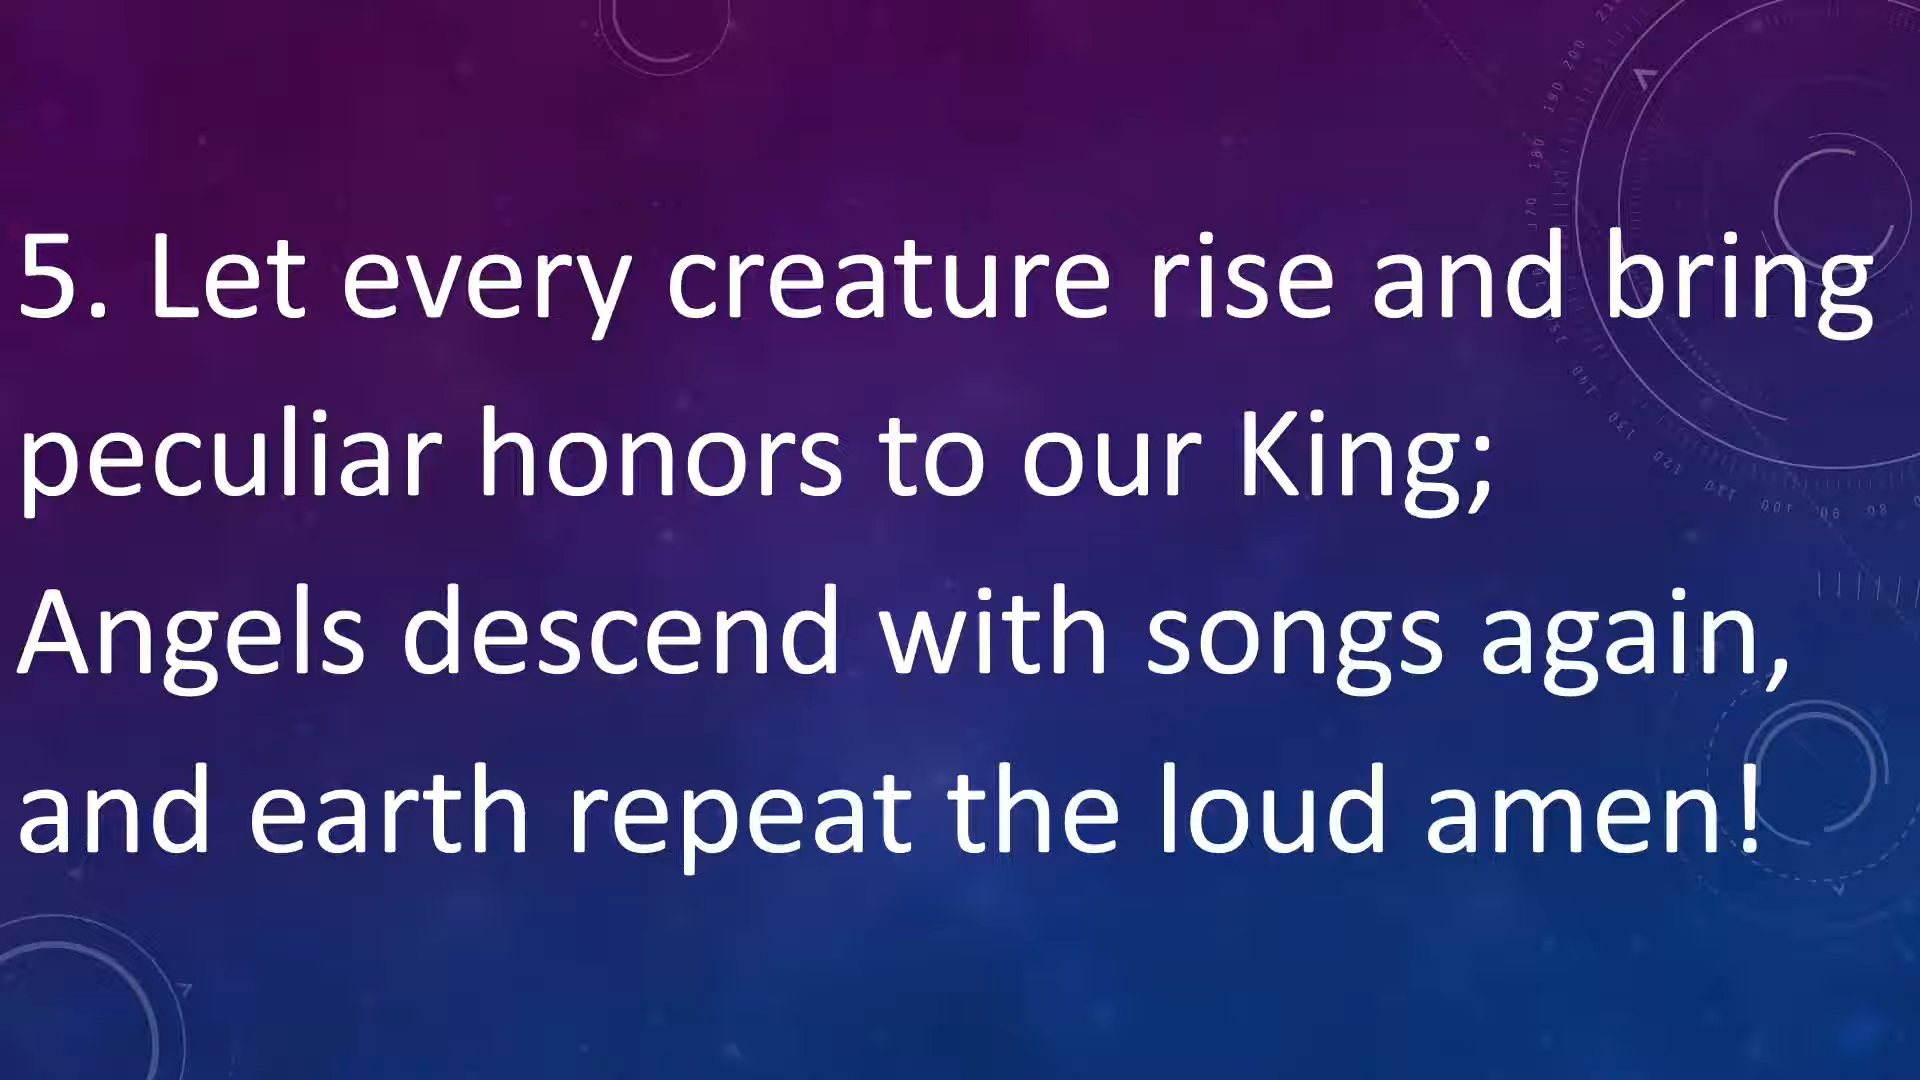 5. Let every creature rise and bring
peculiar honors to our King;
Angels descend with songs again,
and earth repeat the loud amen!